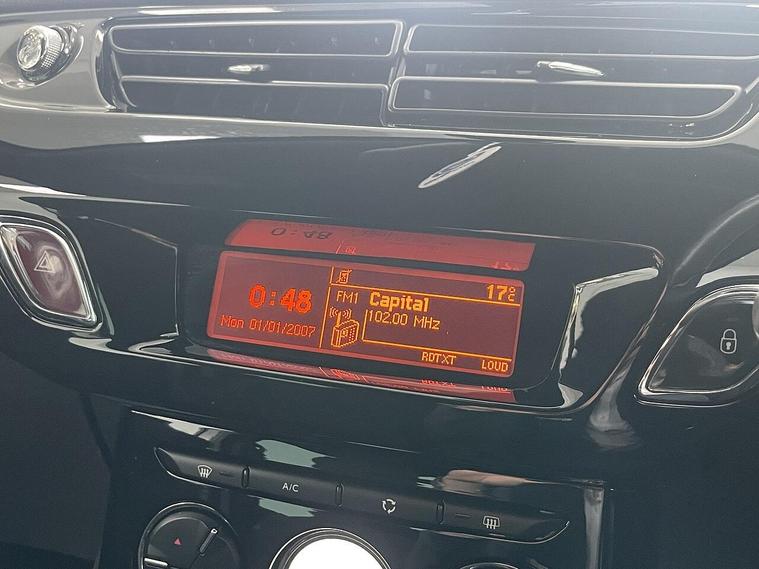 17°C
0:48
FM1 Capital
102.00 MHz
Mon 01/01/2007
RDTXT LOUD
A/C